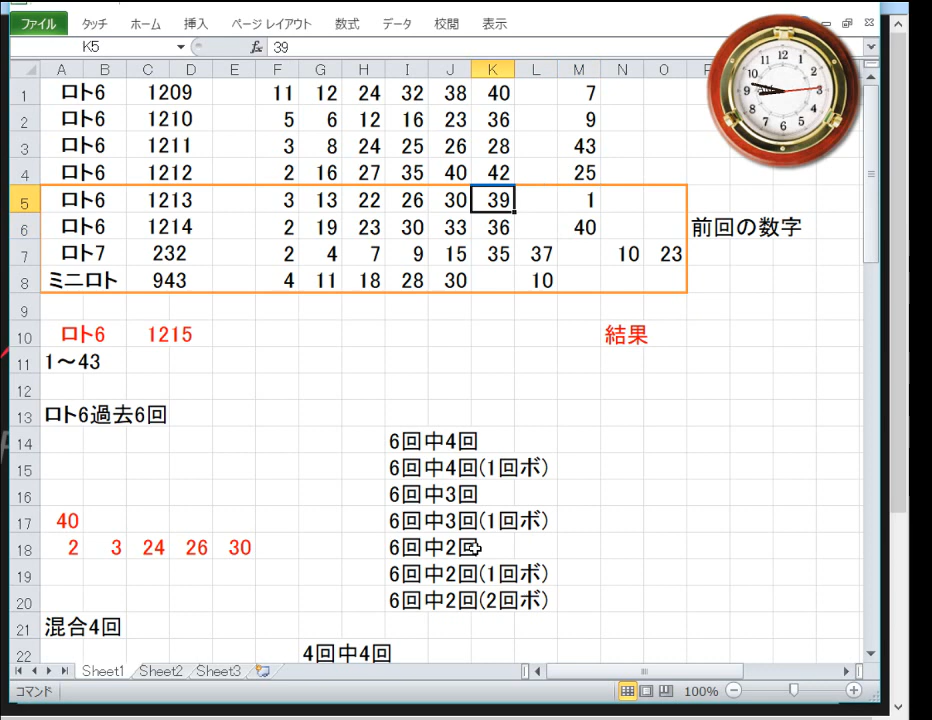 ファイル タッチ ホーム 挿入 ページ レイアウト 数式 データ 校閲 表示
K5 fx 39
A B C D E F G H I J K L M N O P
1 ロト6 1209 11 12 24 32 38 40 7
2 ロト6 1210 5 6 12 16 23 36 9
3 ロト6 1211 3 8 24 25 26 28 43
4 ロト6 1212 2 16 27 35 40 42 25
5 ロト6 1213 3 13 22 26 30 39 1
6 ロト6 1214 2 19 23 30 33 36 40 前回の数字
7 ロト7 232 2 4 7 9 15 35 37 10 23
8 ミニロト 943 4 11 18 28 30 10
9
10 ロト6 1215 結果
11 1～43
12
13 ロト6過去6回
14 6回中4回
15 6回中4回(1回ボ)
16 6回中3回
17 40 6回中3回(1回ボ)
18 2 3 24 26 30 6回中2回
19 6回中2回(1回ボ)
20 6回中2回(2回ボ)
21 混合4回
22 4回中4回
Sheet1 Sheet2 Sheet3
コマンド 100%
12 1 2 3 4 5 6 7 8 9 10 11